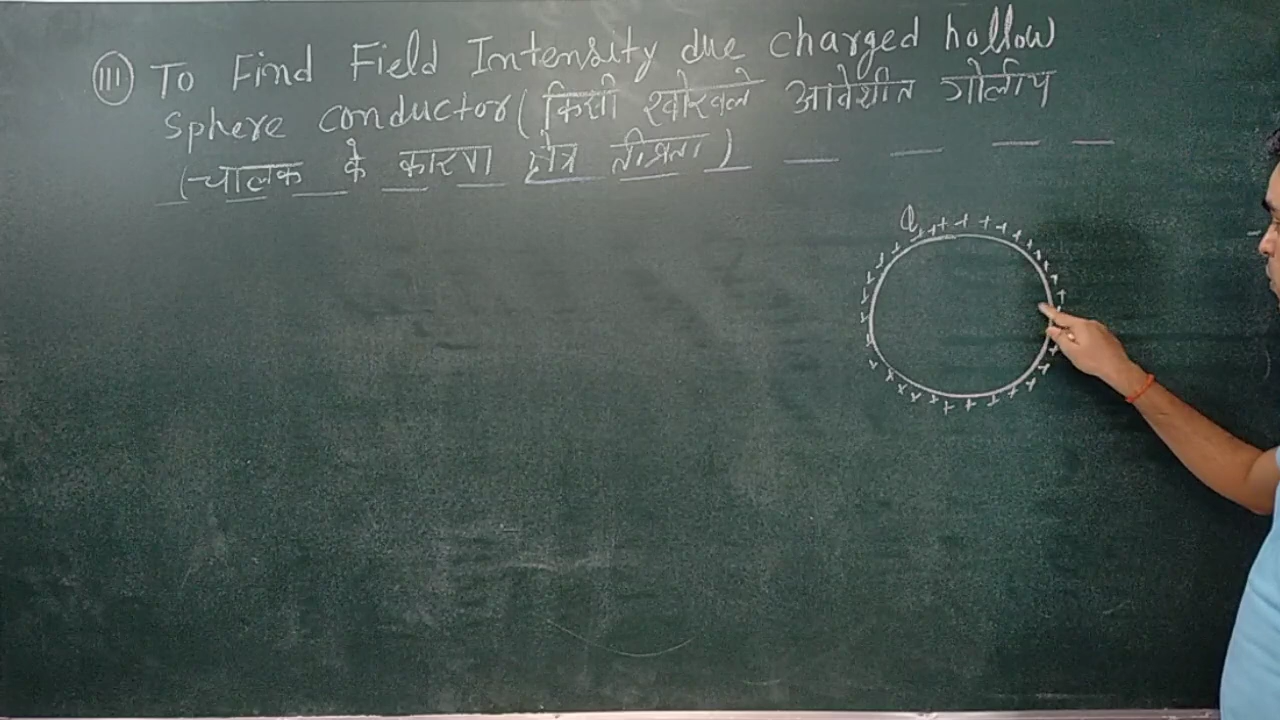 (III) To Find Field Intensity due charged hollow
Sphere conductor (किसी खोखले आवेशीत गोलीय
(चालक के कारण क्षेत्र तीव्रता)
Q